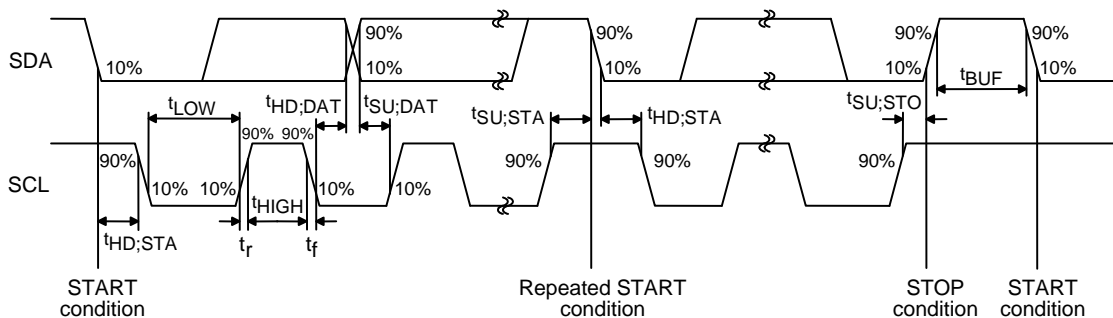 90% 90% 90% 90%
SDA
10% 10% 10% 10% 10%
tLOW tHD;DAT tSU;DAT tSU;STA tHD;STA tSU;STO tBUF
90% 90% 90% 90% 90% 90%
SCL
10% 10% 10% 10%
tHIGH
tHD;STA tr tf
START condition
Repeated START condition
STOP condition
START condition